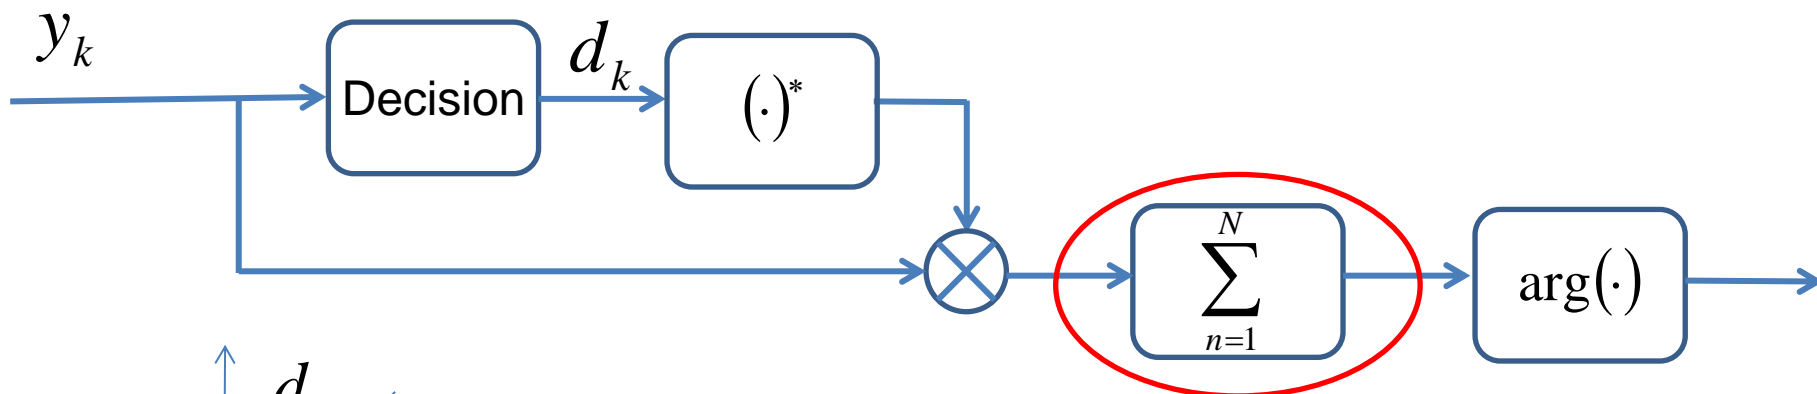 y_k
Decision
d_k
(·)*
N
∑
n=1
arg(·)
d